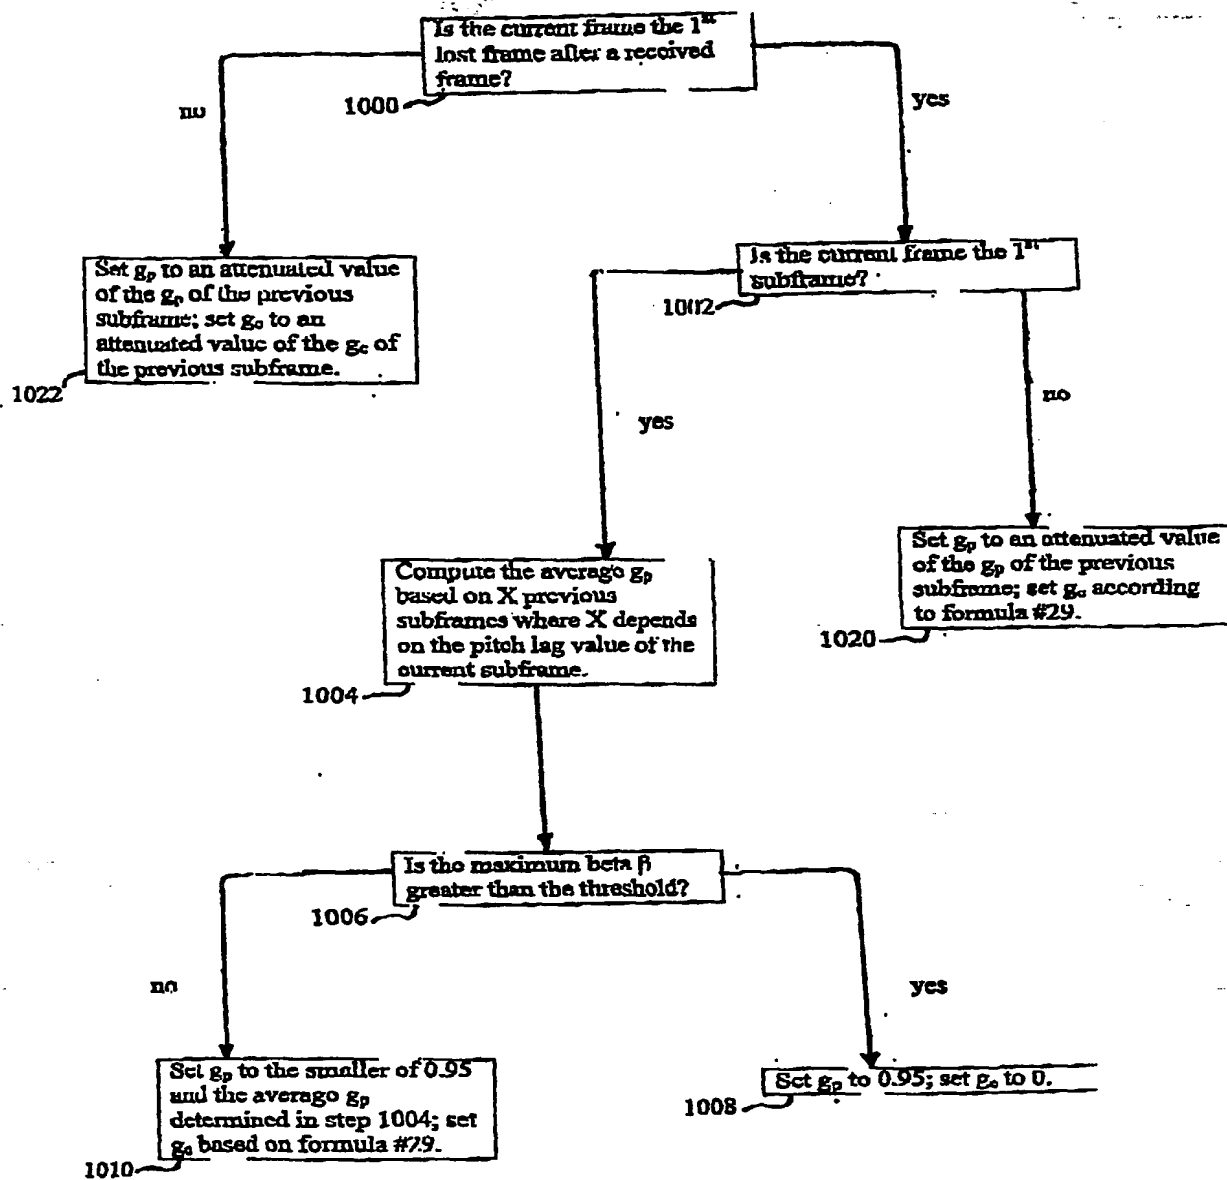 Is the current frame the 1st
lost frame after a received
frame?
1000
no
yes
Set gp to an attenuated value
of the gp of the previous
subframe; set gc to an
attenuated value of the gc of
the previous subframe.
1022
Is the current frame the 1st
subframe?
1002
yes
no
Compute the average gp
based on X previous
subframes where X depends
on the pitch lag value of the
current subframe.
1004
Set gp to an attenuated value
of the gp of the previous
subframe; set gc according
to formula #29.
1020
Is the maximum beta β
greater than the threshold?
1006
no
yes
Set gp to the smaller of 0.95
and the average gp
determined in step 1004; set
gc based on formula #29.
1010
Set gp to 0.95; set gc to 0.
1008